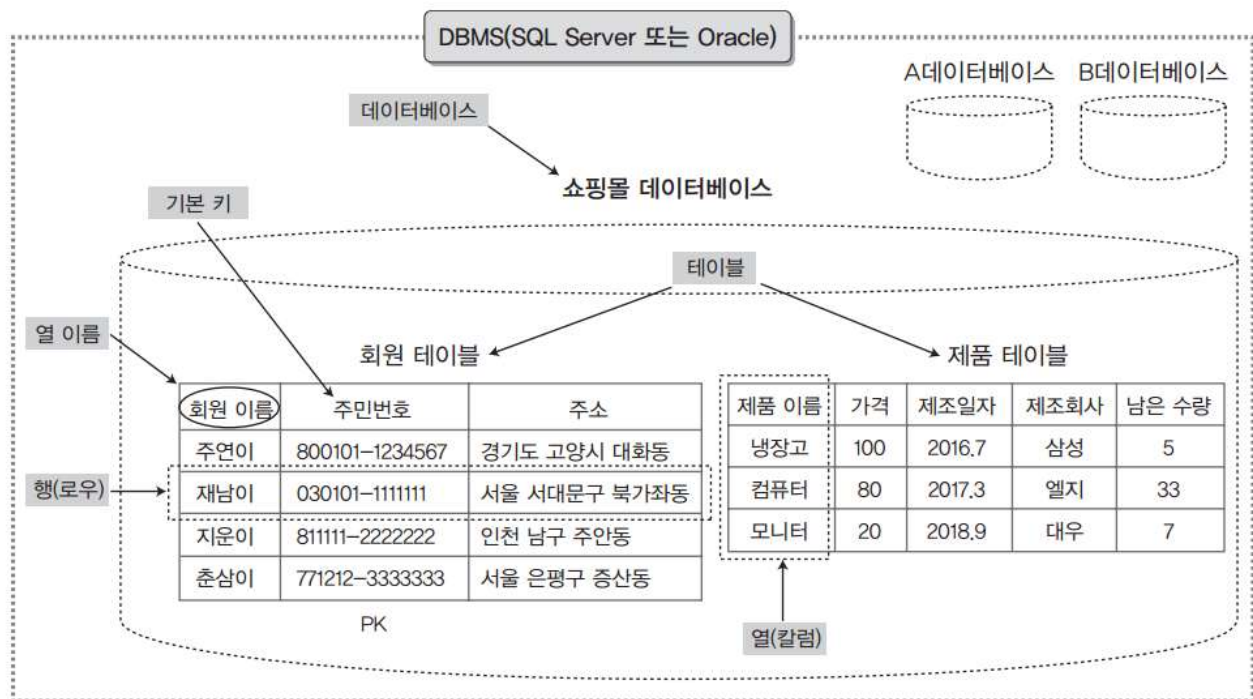 DBMS(SQL Server 또는 Oracle)
A데이터베이스 B데이터베이스
데이터베이스
쇼핑몰 데이터베이스
기본 키
테이블
열 이름
회원 테이블 제품 테이블
회원 이름 주민번호 주소
주연이 800101–1234567 경기도 고양시 대화동
재남이 030101–1111111 서울 서대문구 북가좌동
지운이 811111–2222222 인천 남구 주안동
춘삼이 771212–3333333 서울 은평구 증산동
PK
행(로우)
제품 이름 가격 제조일자 제조회사 남은 수량
냉장고 100 2016.7 삼성 5
컴퓨터 80 2017.3 엘지 33
모니터 20 2018.9 대우 7
열(칼럼)